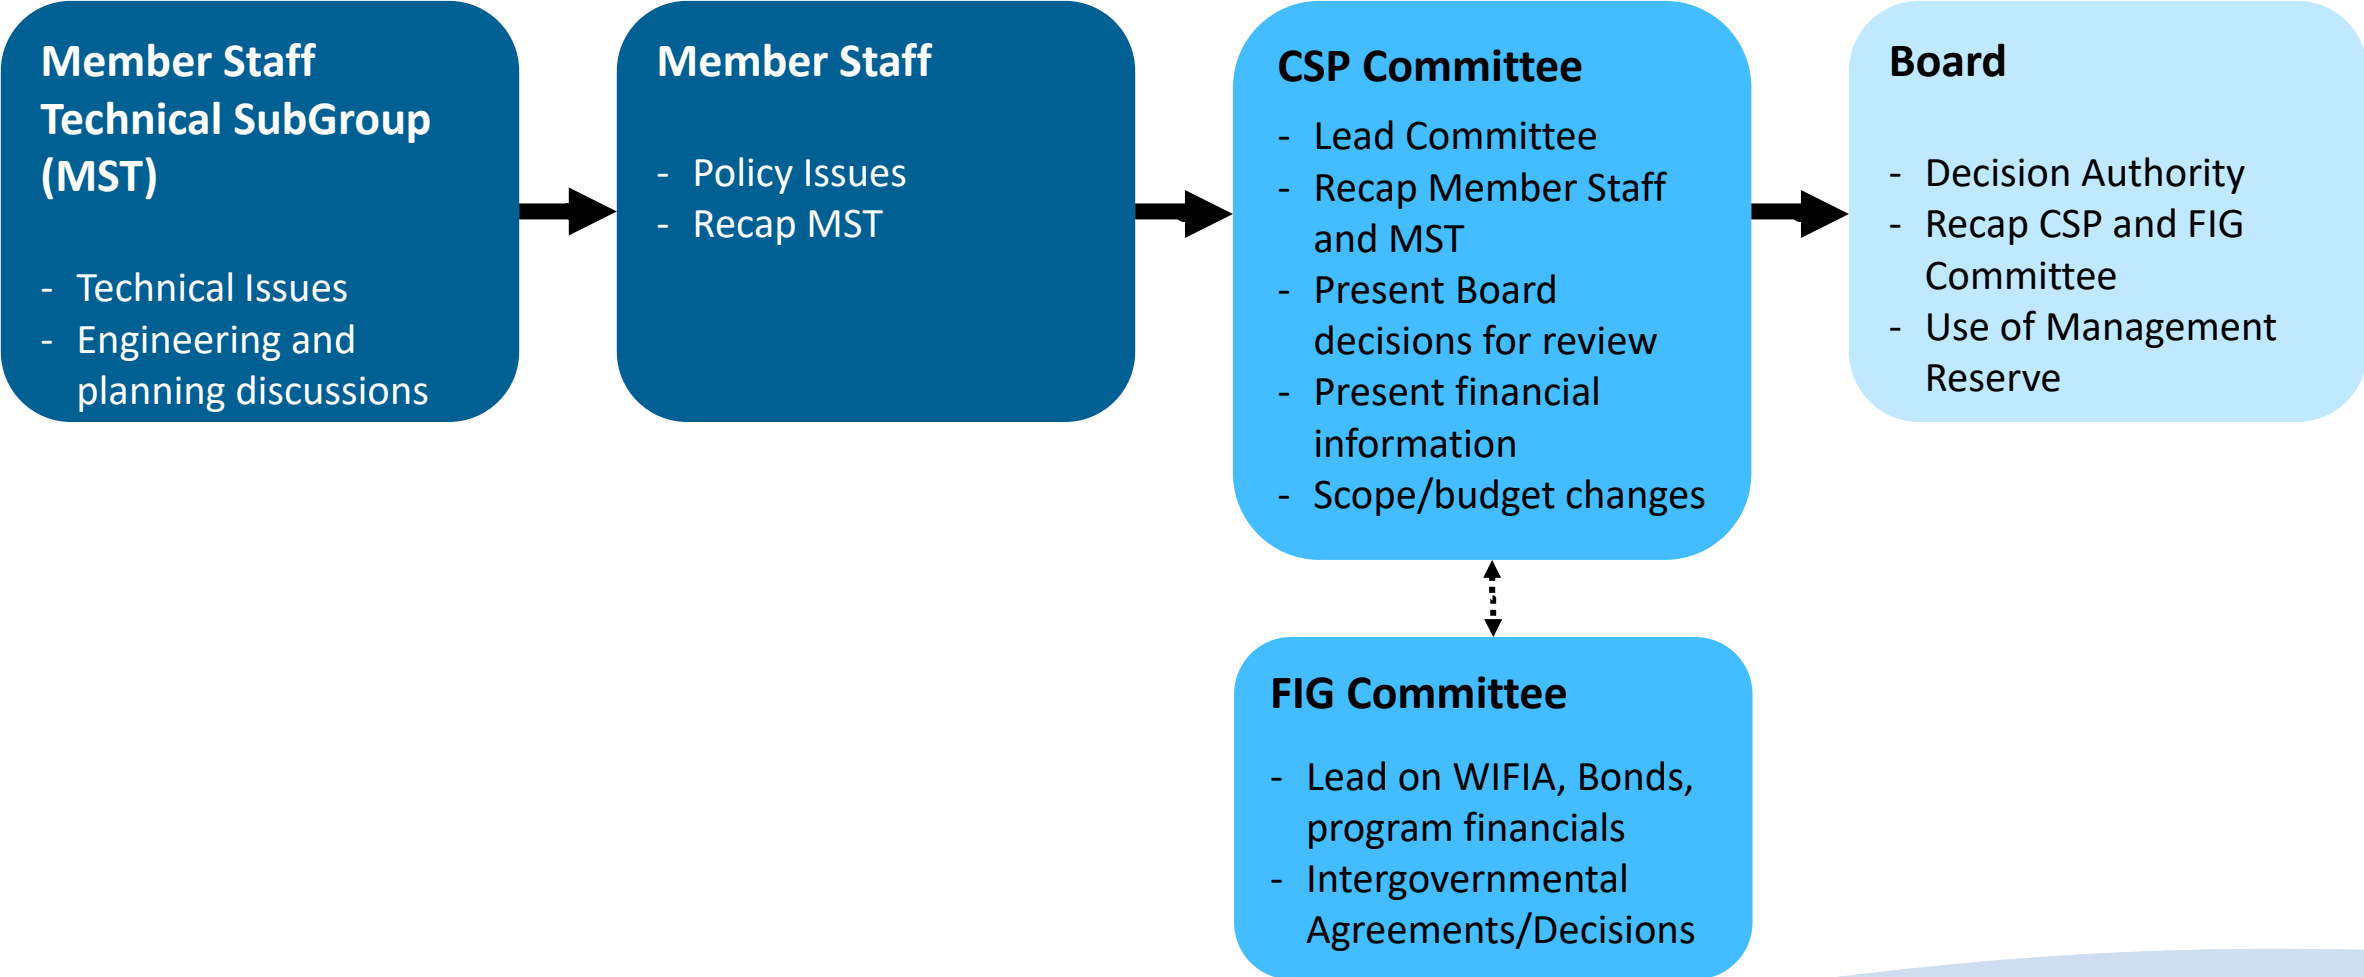 Member Staff
Technical SubGroup
(MST)
- Technical Issues
- Engineering and
planning discussions
Member Staff
- Policy Issues
- Recap MST
CSP Committee
- Lead Committee
- Recap Member Staff
and MST
- Present Board
decisions for review
- Present financial
information
- Scope/budget changes
Board
- Decision Authority
- Recap CSP and FIG
Committee
- Use of Management
Reserve
FIG Committee
- Lead on WIFIA, Bonds,
program financials
- Intergovernmental
Agreements/Decisions